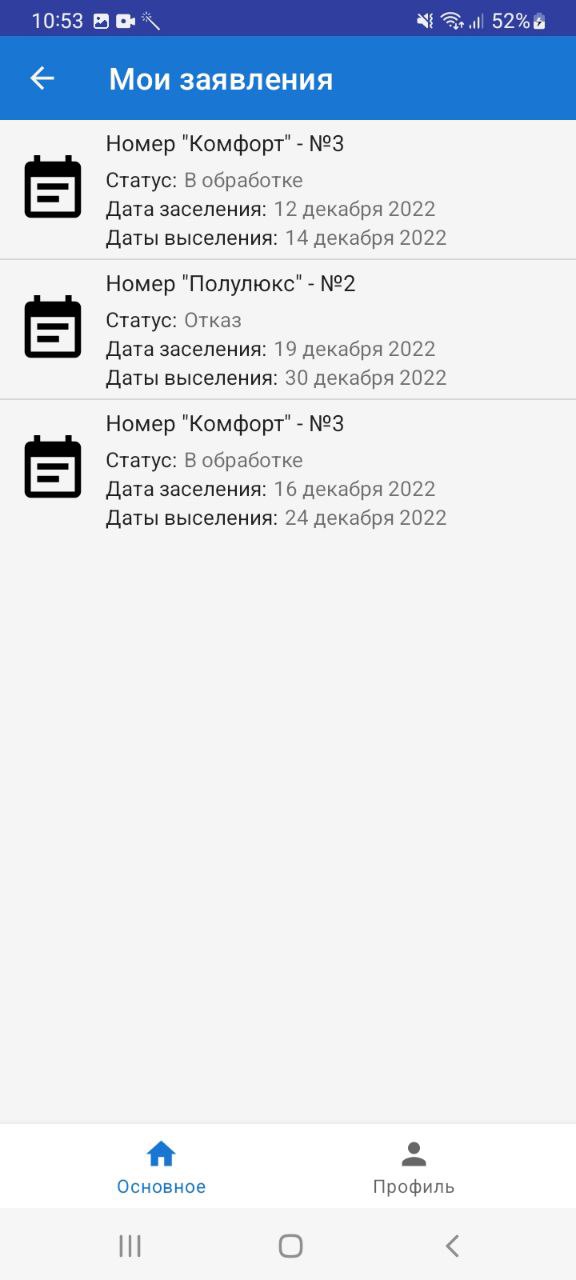 10:53 52%
Мои заявления
Номер "Комфорт" - №3
Статус: В обработке
Дата заселения: 12 декабря 2022
Даты выселения: 14 декабря 2022
Номер "Полулюкс" - №2
Статус: Отказ
Дата заселения: 19 декабря 2022
Даты выселения: 30 декабря 2022
Номер "Комфорт" - №3
Статус: В обработке
Дата заселения: 16 декабря 2022
Даты выселения: 24 декабря 2022
Основное Профиль